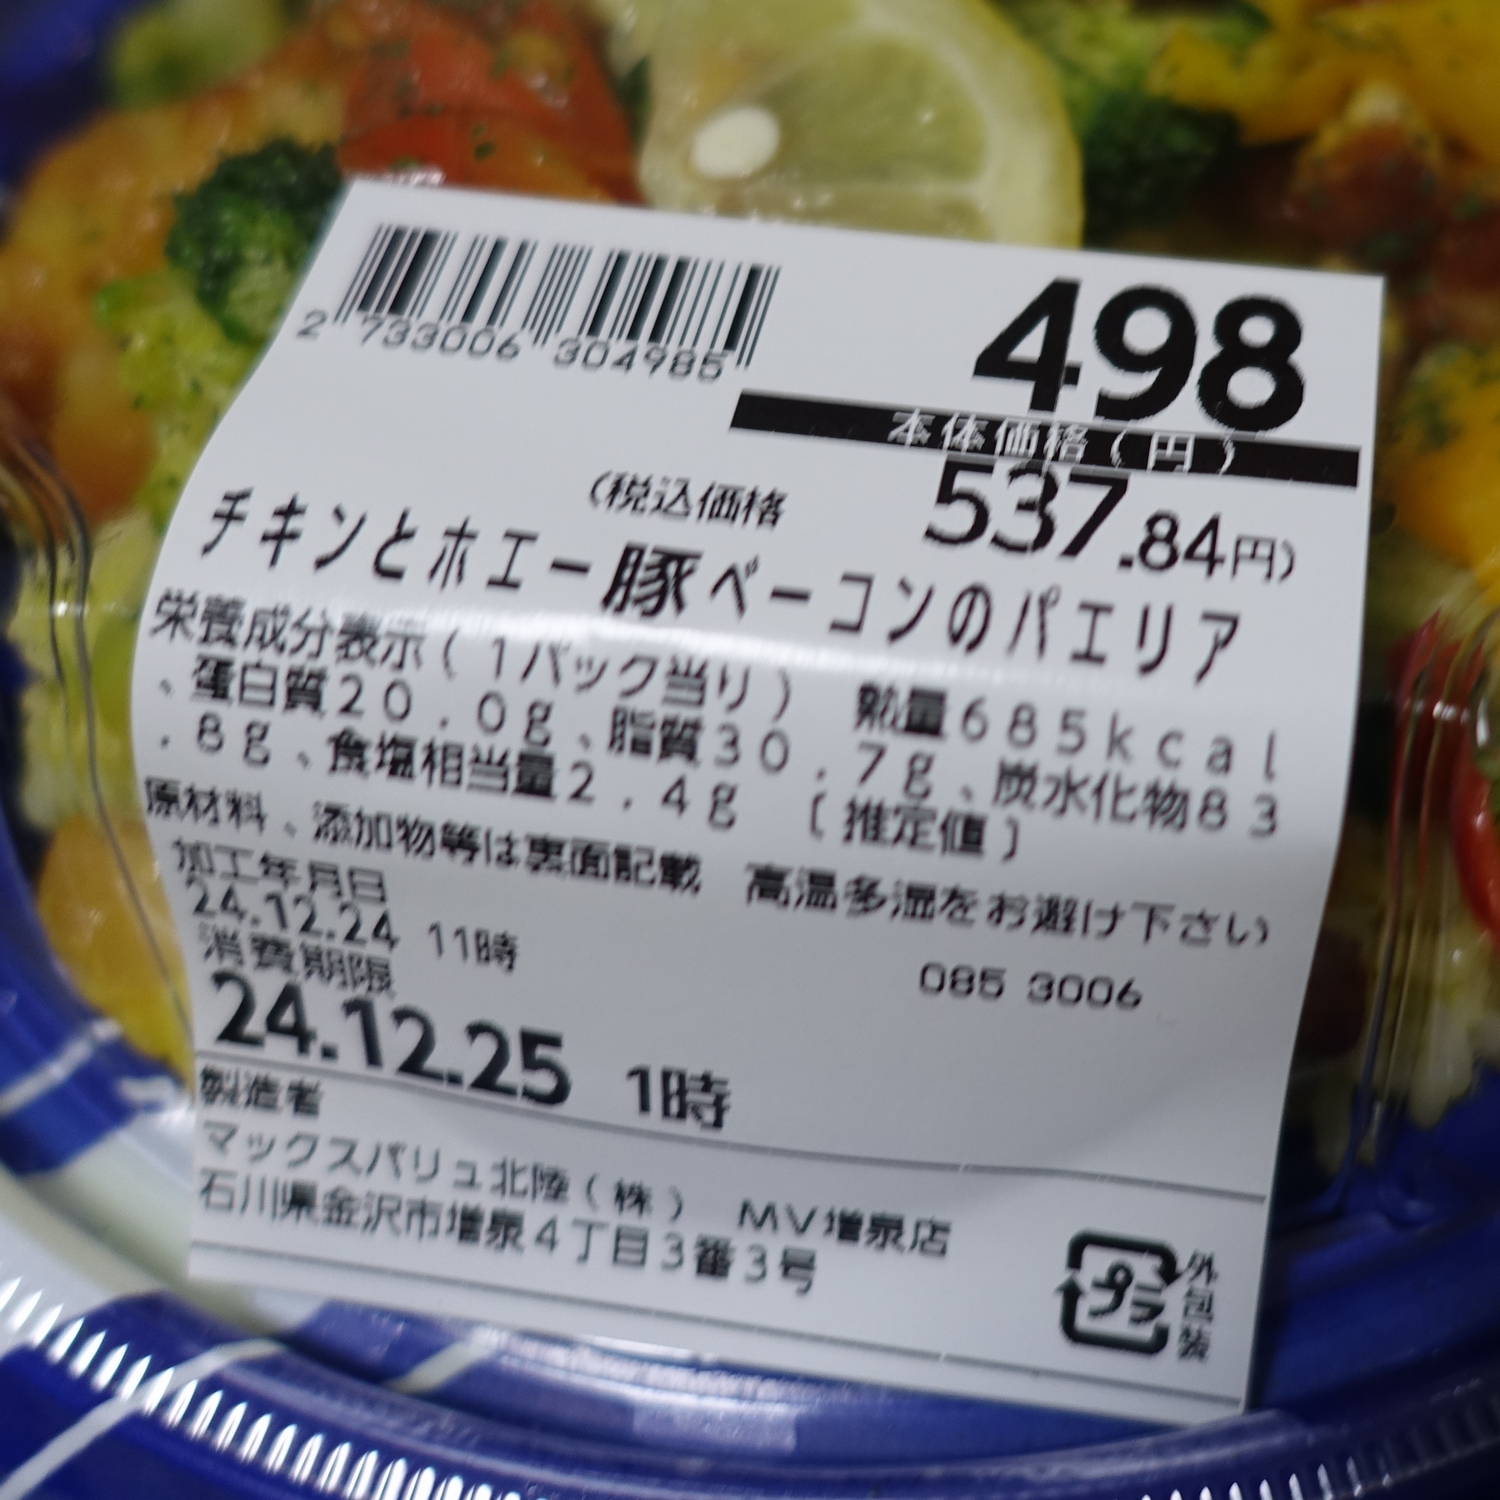 2 733006 304985
498
本体価格(円)
(税込価格 537.84円)
チキンとホエー豚ベーコンのパエリア
栄養成分表示(1パック当り) 熱量685kcal
、蛋白質20.0g、脂質30.7g、炭水化物83
.8g、食塩相当量2.4g [推定値]
原材料、添加物等は裏面記載 高温多湿をお避け下さい
加工年月日
24.12.24 11時
085 3006
消費期限
24.12.25 1時
製造者
マックスバリュ北陸(株) MV増泉店
石川県金沢市増泉4丁目3番3号
プラ
外包装